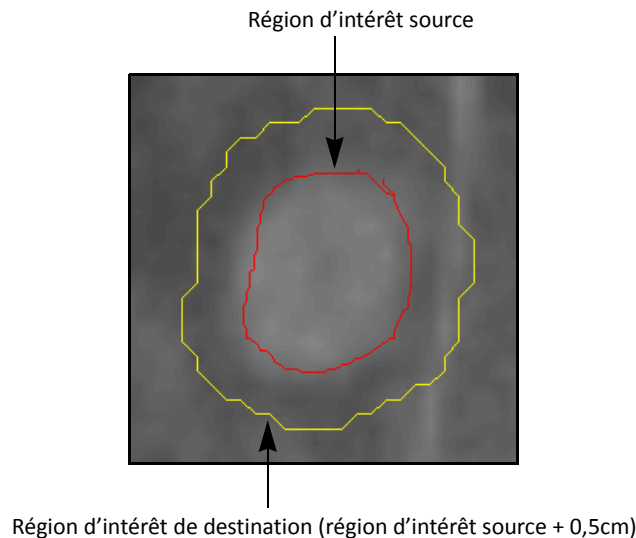 Région d’intérêt source
Région d’intérêt de destination (région d’intérêt source + 0,5cm)